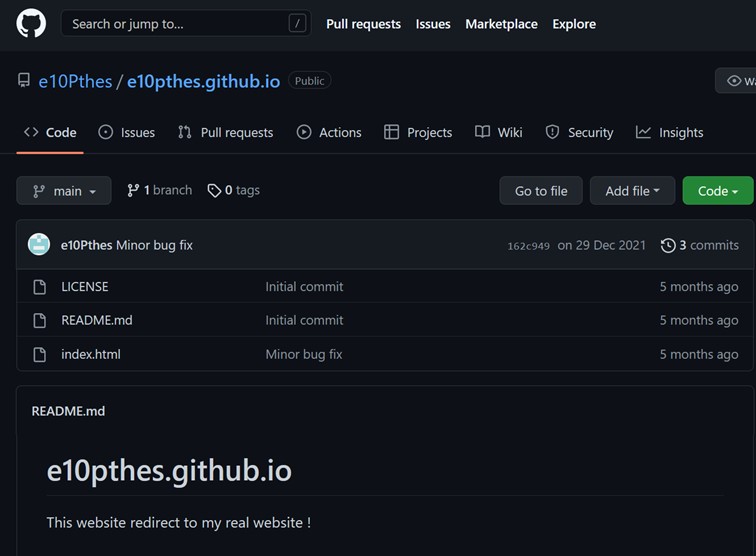 Search or jump to... /
Pull requests Issues Marketplace Explore
e10Pthes / e10pthes.github.io Public
Code Issues Pull requests Actions Projects Wiki Security Insights
main 1 branch 0 tags Go to file Add file Code
e10Pthes Minor bug fix 162c949 on 29 Dec 2021 3 commits
LICENSE Initial commit 5 months ago
README.md Initial commit 5 months ago
index.html Minor bug fix 5 months ago
README.md
e10pthes.github.io
This website redirect to my real website !